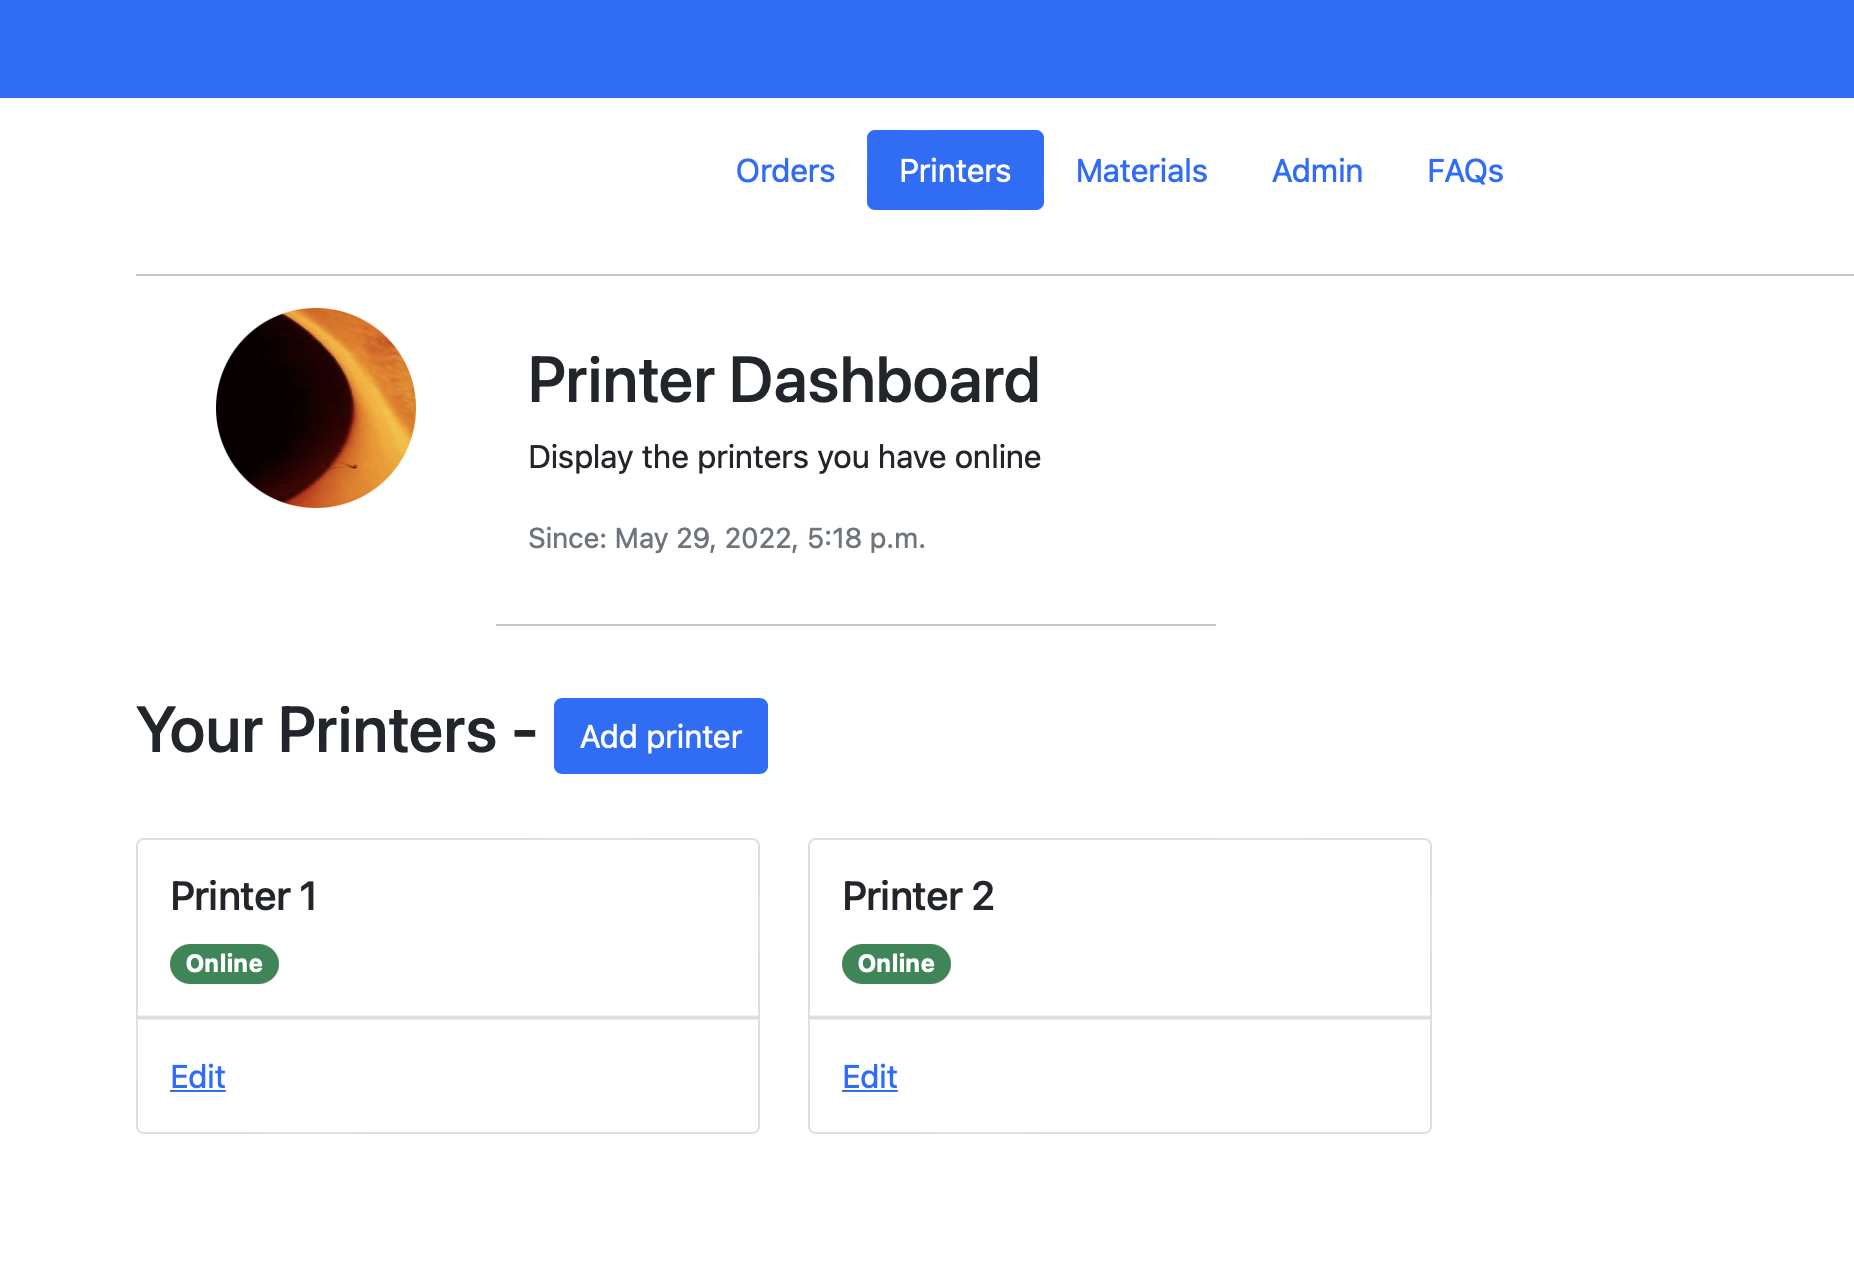 Orders Printers Materials Admin FAQs
Printer Dashboard
Display the printers you have online
Since: May 29, 2022, 5:18 p.m.
Your Printers - Add printer
Printer 1
Online
Edit
Printer 2
Online
Edit